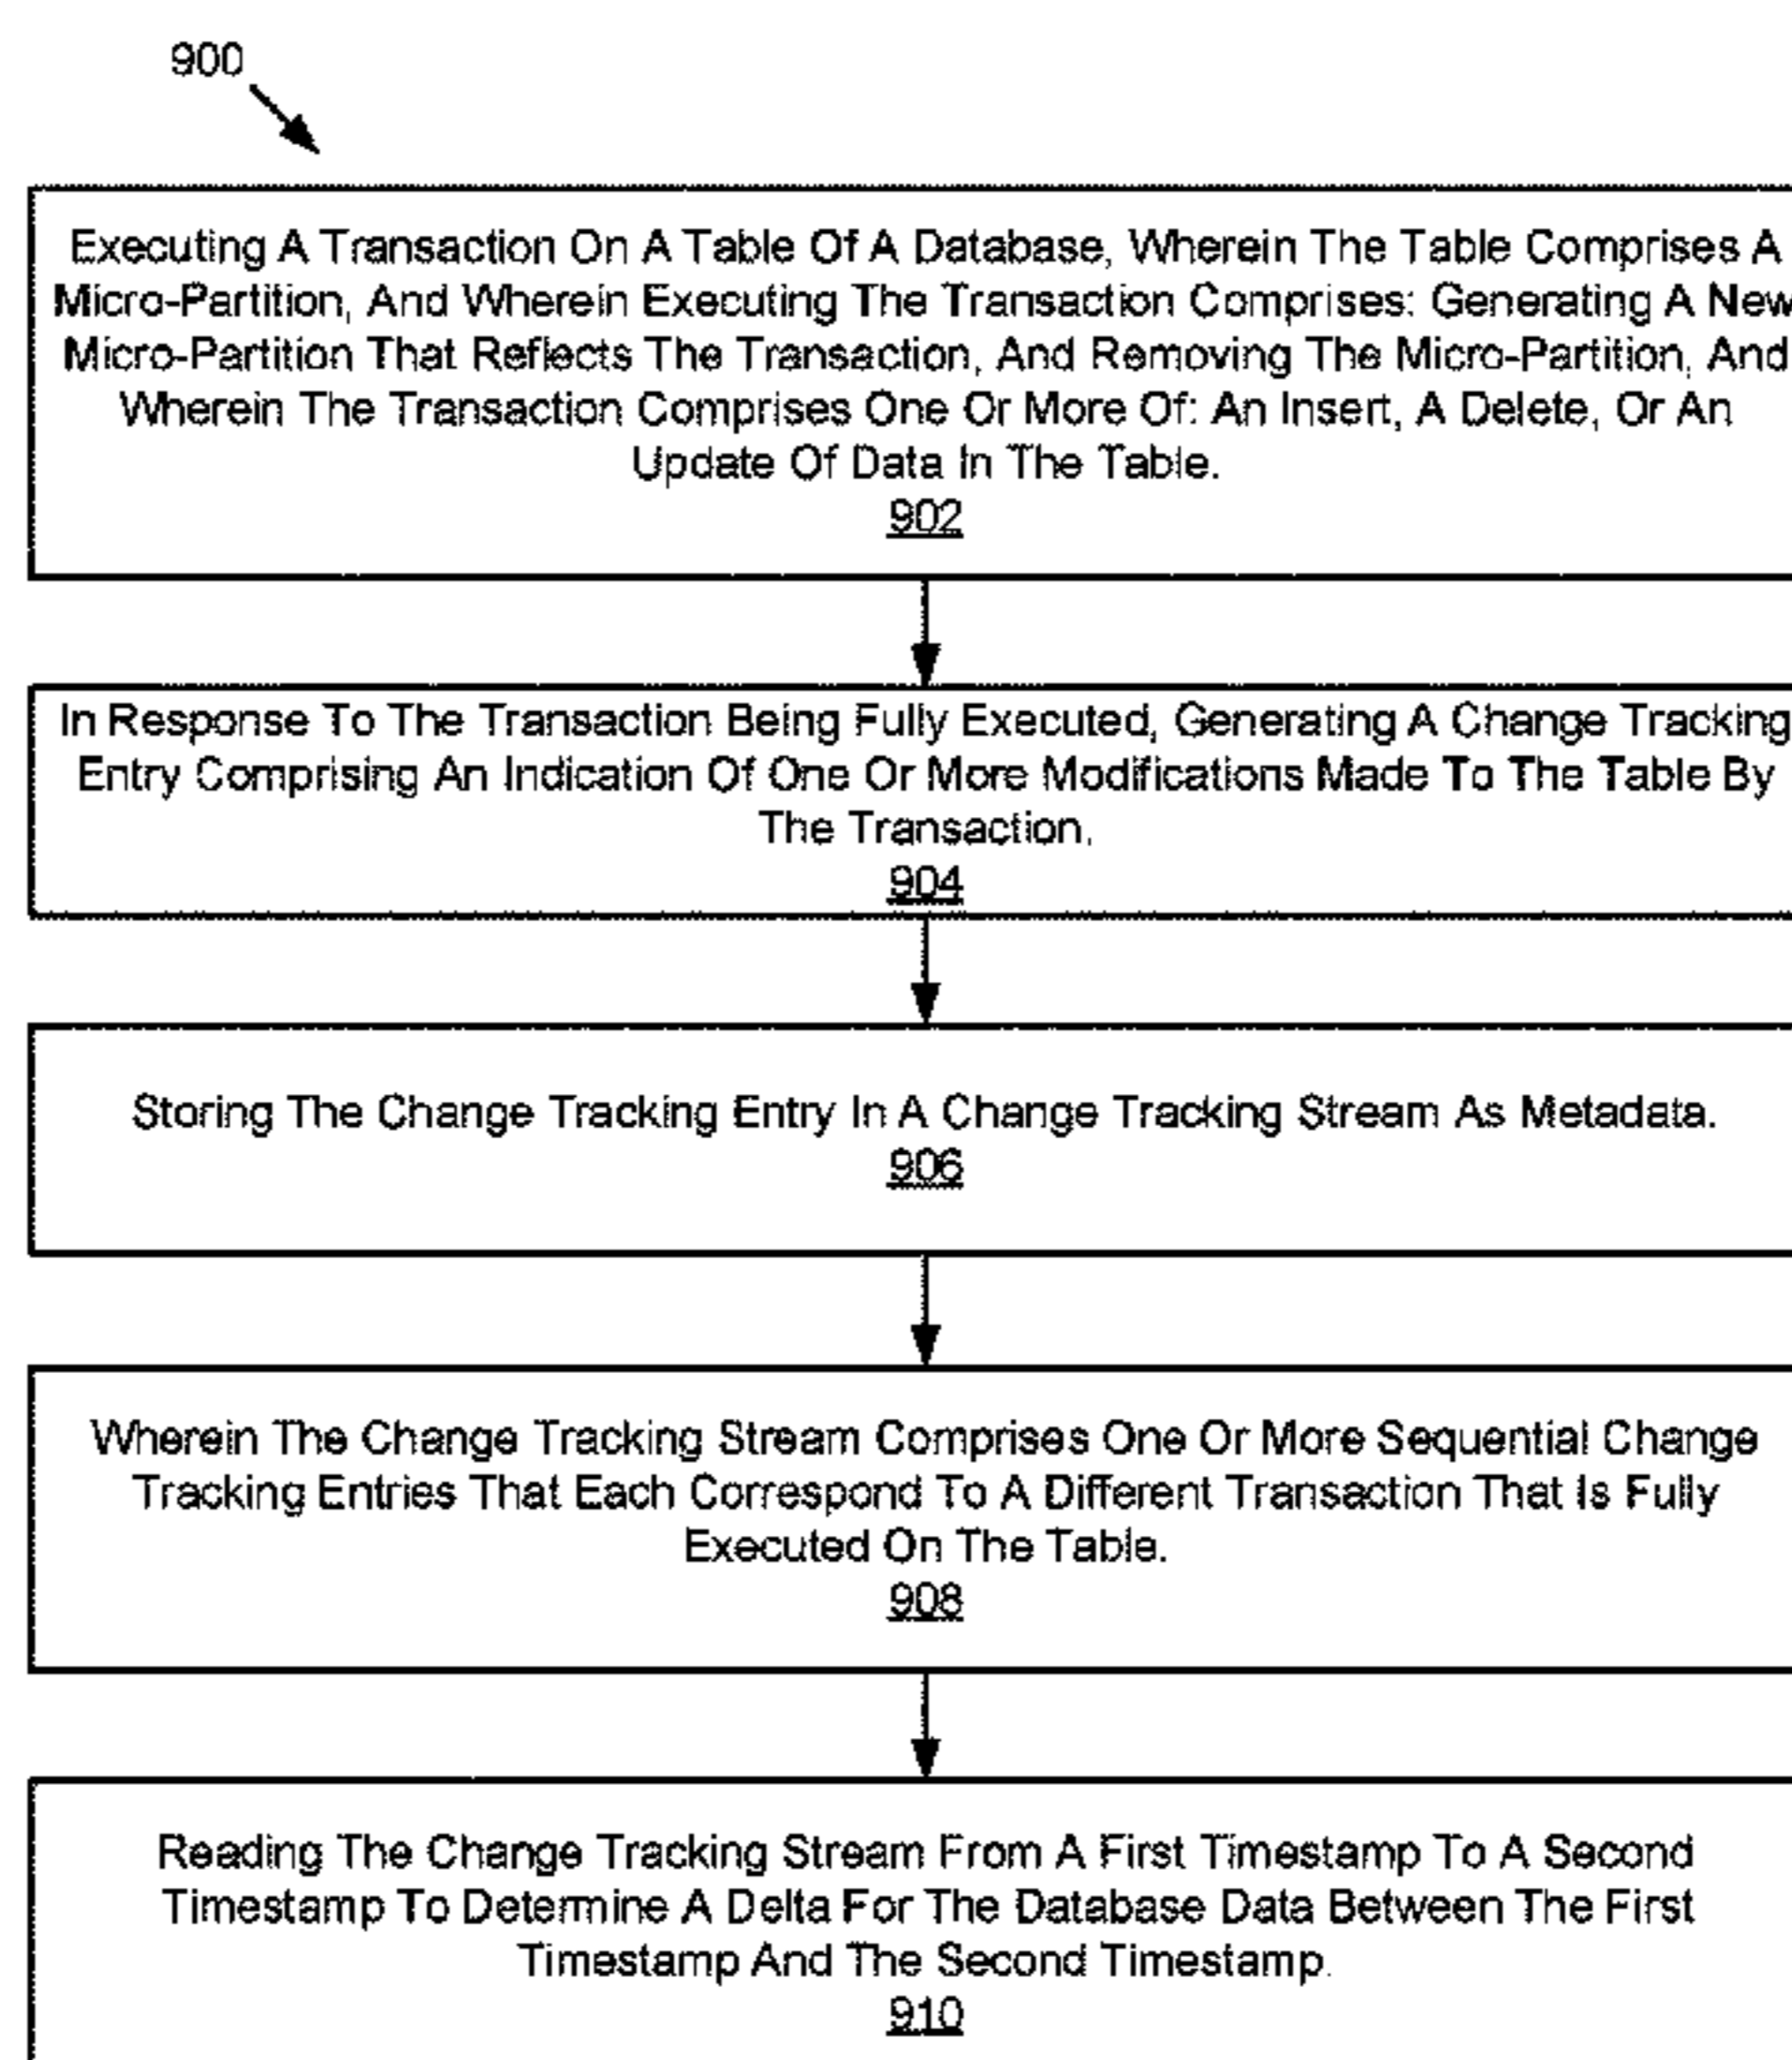 900
Executing A Transaction On A Table Of A Database, Wherein The Table Comprises A
Micro-Partition, And Wherein Executing The Transaction Comprises: Generating A New
Micro-Partition That Reflects The Transaction, And Removing The Micro-Partition, And
Wherein The Transaction Comprises One Or More Of: An Insert, A Delete, Or An
Update Of Data In The Table.
902
In Response To The Transaction Being Fully Executed, Generating A Change Tracking
Entry Comprising An Indication Of One Or More Modifications Made To The Table By
The Transaction.
904
Storing The Change Tracking Entry In A Change Tracking Stream As Metadata.
906
Wherein The Change Tracking Stream Comprises One Or More Sequential Change
Tracking Entries That Each Correspond To A Different Transaction That Is Fully
Executed On The Table.
908
Reading The Change Tracking Stream From A First Timestamp To A Second
Timestamp To Determine A Delta For The Database Data Between The First
Timestamp And The Second Timestamp.
910